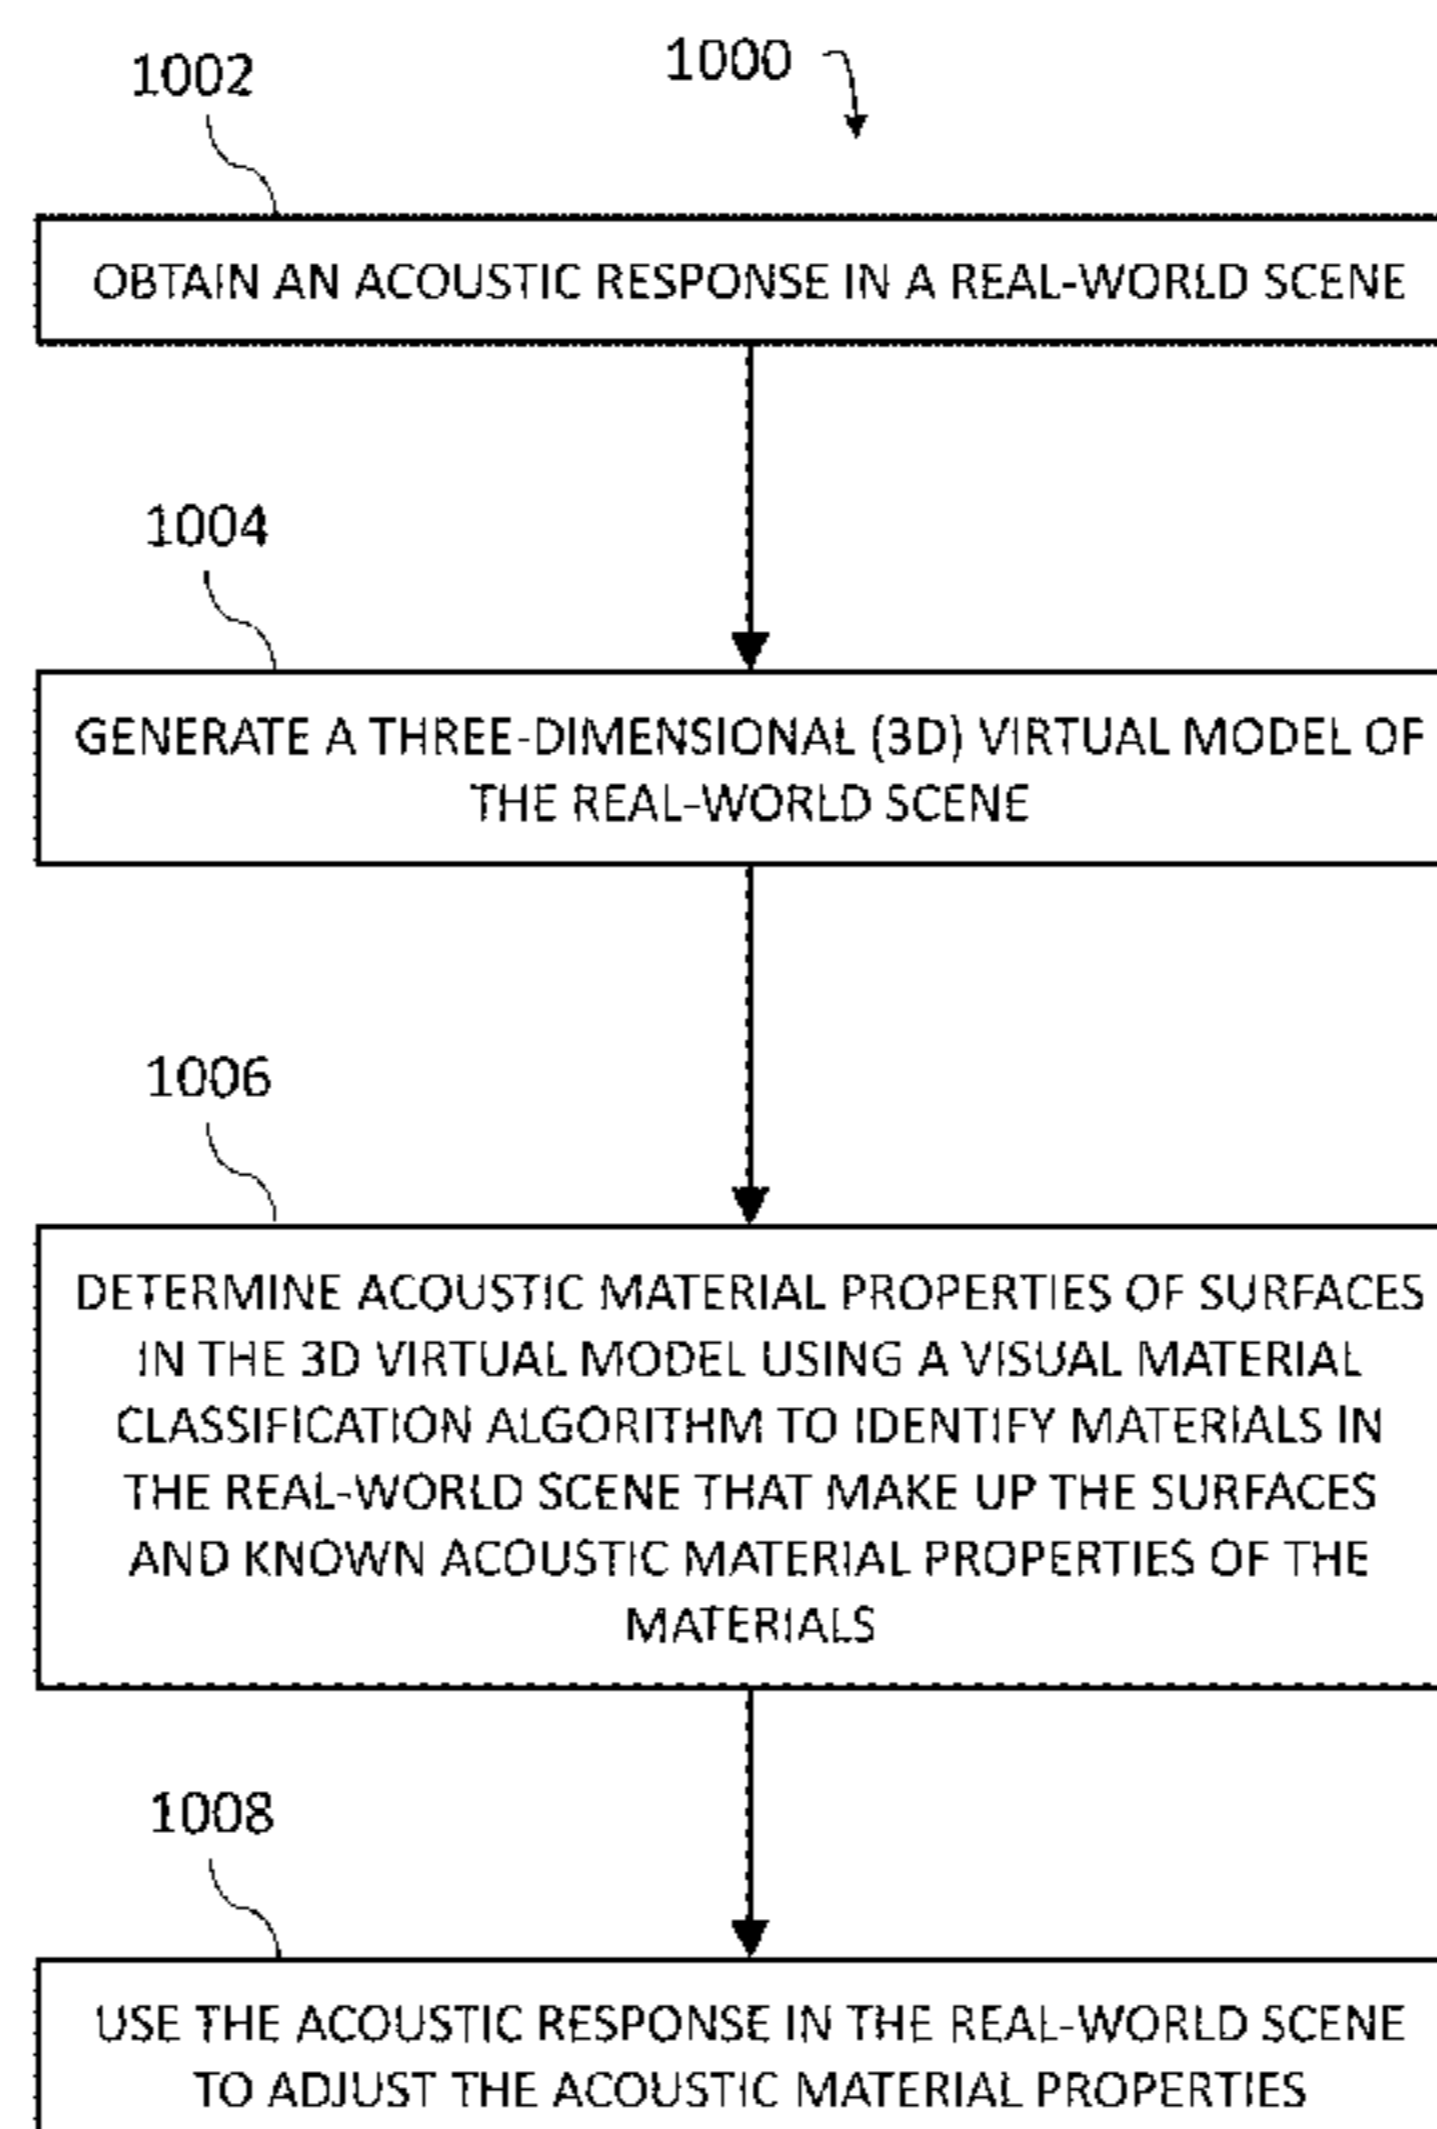 1000
1002
OBTAIN AN ACOUSTIC RESPONSE IN A REAL-WORLD SCENE
1004
GENERATE A THREE-DIMENSIONAL (3D) VIRTUAL MODEL OF
THE REAL-WORLD SCENE
1006
DETERMINE ACOUSTIC MATERIAL PROPERTIES OF SURFACES
IN THE 3D VIRTUAL MODEL USING A VISUAL MATERIAL
CLASSIFICATION ALGORITHM TO IDENTIFY MATERIALS IN
THE REAL-WORLD SCENE THAT MAKE UP THE SURFACES
AND KNOWN ACOUSTIC MATERIAL PROPERTIES OF THE
MATERIALS
1008
USE THE ACOUSTIC RESPONSE IN THE REAL-WORLD SCENE
TO ADJUST THE ACOUSTIC MATERIAL PROPERTIES